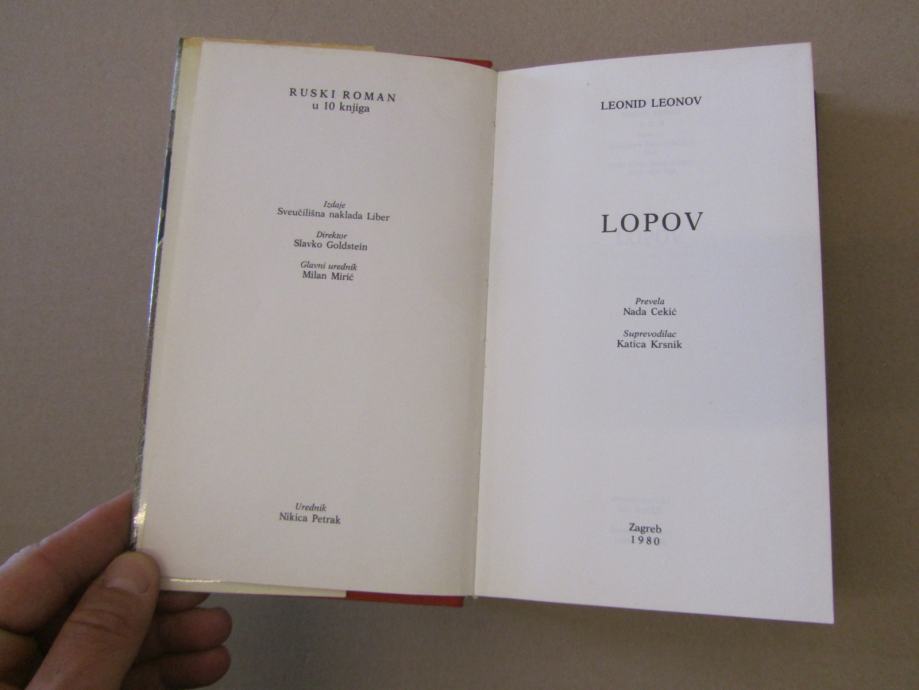 RUSKI ROMAN
u 10 knjiga
Izdaje
Sveučilišna naklada Liber
Direktor
Slavko Goldstein
Glavni urednik
Milan Mirić
Urednik
Nikica Petrak
LEONID LEONOV
LOPOV
Prevela
Nada Cekić
Suprevodilac
Katica Krsnik
Zagreb
1980